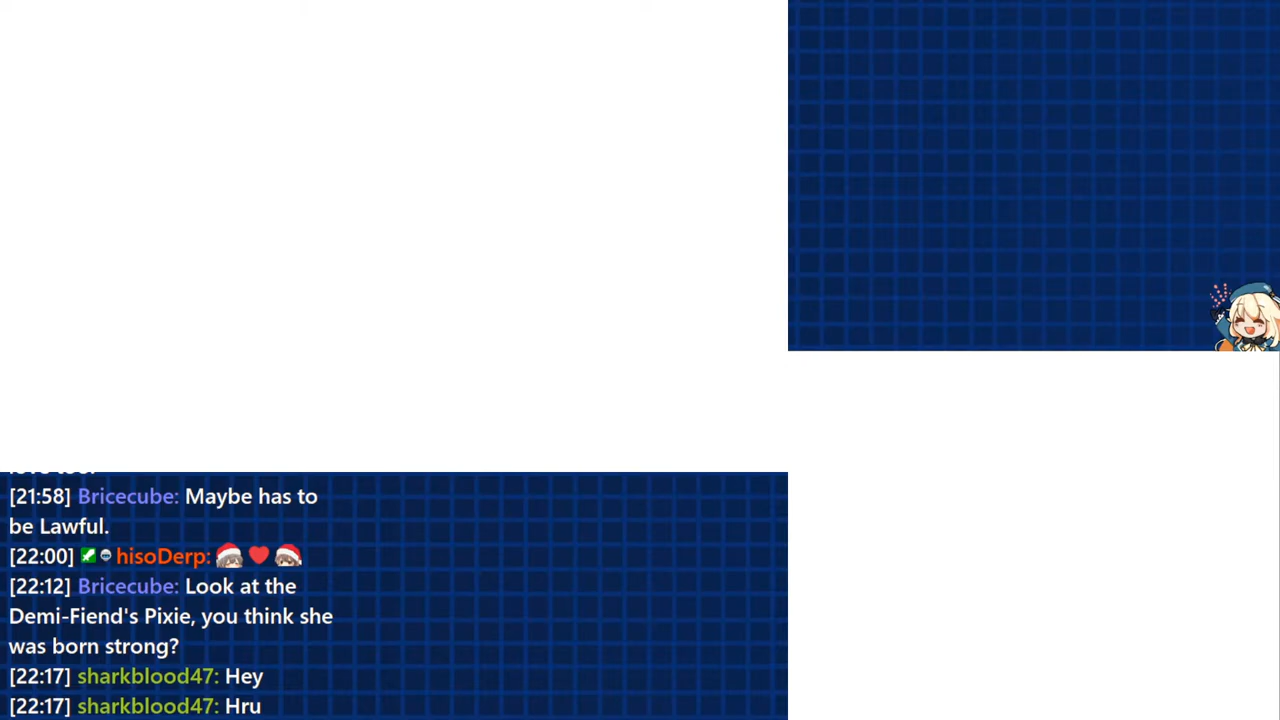 [21:58] Bricecube: Maybe has to
be Lawful.
[22:00] hisoDerp:
[22:12] Bricecube: Look at the
Demi-Fiend's Pixie, you think she
was born strong?
[22:17] sharkblood47: Hey
[22:17] sharkblood47: Hru